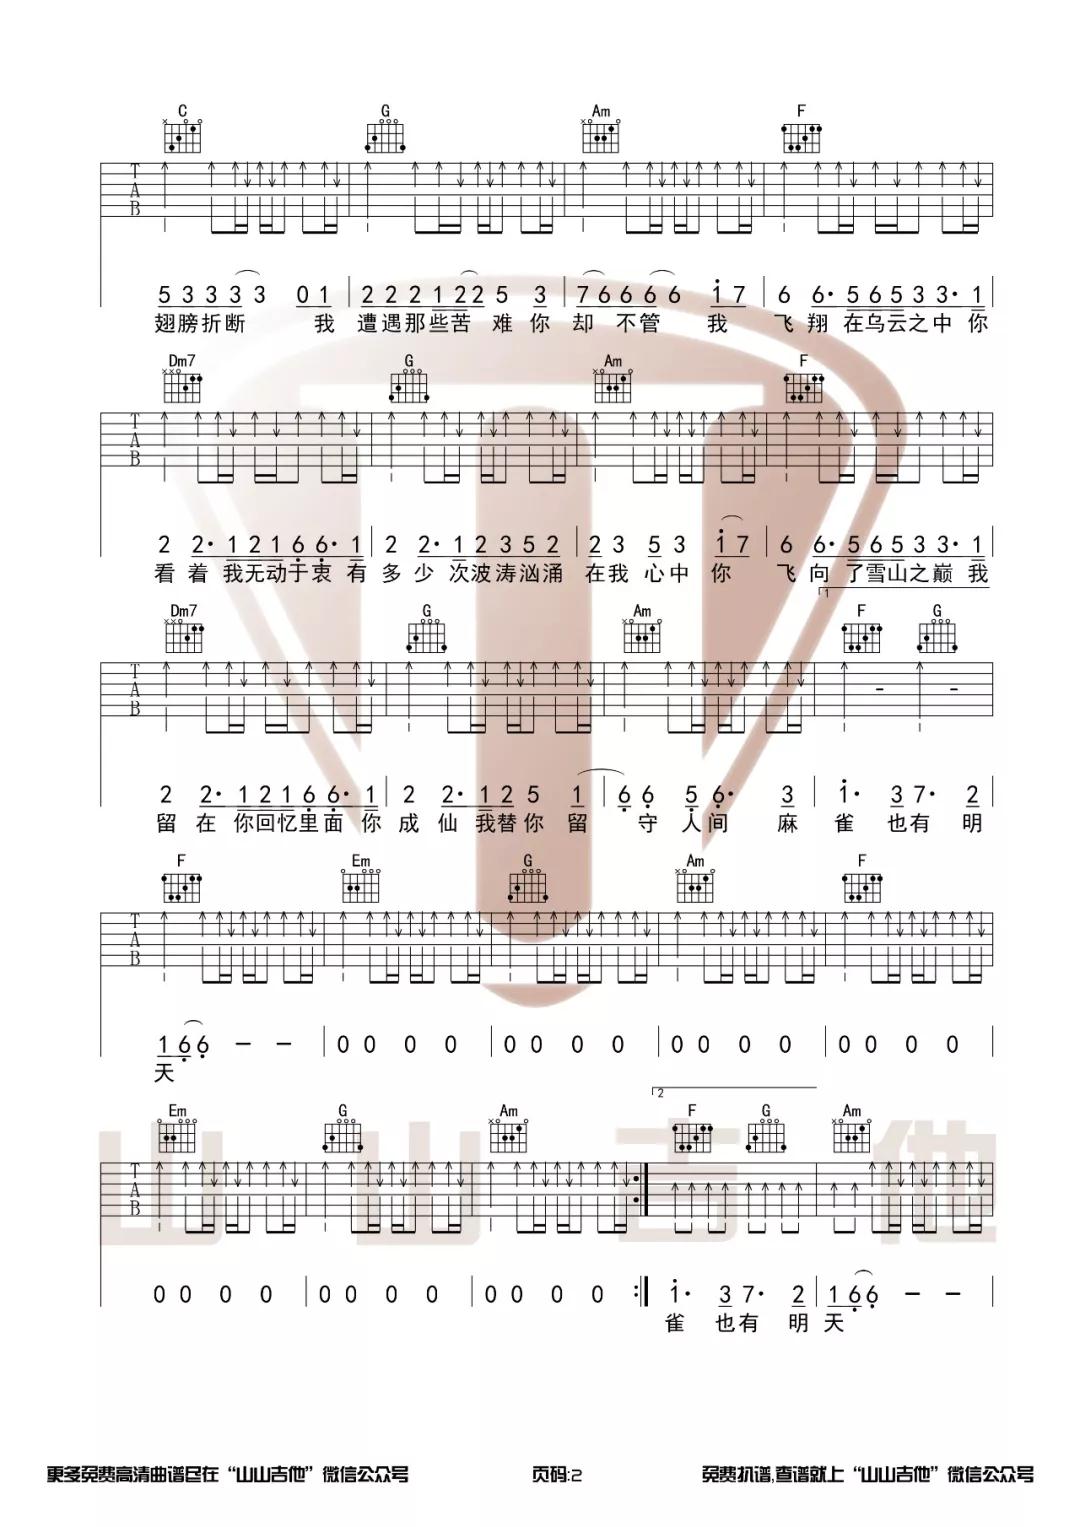 C G Am F
T
A
B
5 3 3 3 3 3 0 1 2 2 2 1 2 2 5 3 7 6 6 6 6 1 7 6 6· 5 6 5 3 3· 1
翅膀折断 我 遭遇那些苦 难你却 不管 我 飞翔在乌云之中你
Dm7 G Am F
T
A
B
2 2· 1 2 1 6 6· 1 2 2· 1 2 3 5 2 2 3 5 3 1 7 6 6· 5 6 5 3 3· 1
看着我无动于衷有多少次波涛汹涌在我心中你 飞向了雪山之巅我
1
Dm7 G Am F G
T
A
B
- -
2 2· 1 2 1 6 6· 1 2 2· 1 2 5 1 6 6 5 6· 3 1· 3 7· 2
留在你回忆里面你成仙我替你留 守人间 麻雀也有明
F Em G Am F
T
A
B
1 6 6 - - 0 0 0 0 0 0 0 0 0 0 0 0 0 0 0 0
天
2
Em G Am F G Am
T
A
B
山山吉他
0 0 0 0 0 0 0 0 0 0 0 0 1· 3 7· 2 1 6 6 - -
雀也有明天
更多免费高清曲谱尽在“山山吉他”微信公众号 页码:2 免费扒谱,查谱就上“山山吉他”微信公众号